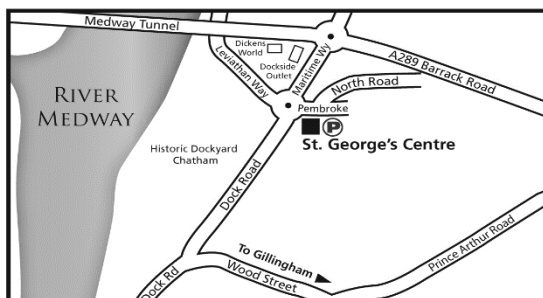 Medway Tunnel
Dickens
World
Dockside
Outlet
Maritime Wy
Leviathan Way
A289 Barrack Road
North Road
Pembroke
RIVER
MEDWAY
P
St. George's Centre
Historic Dockyard
Chatham
Dock Road
To Gillingham
Wood Street
Prince Arthur Road
Dock Rd